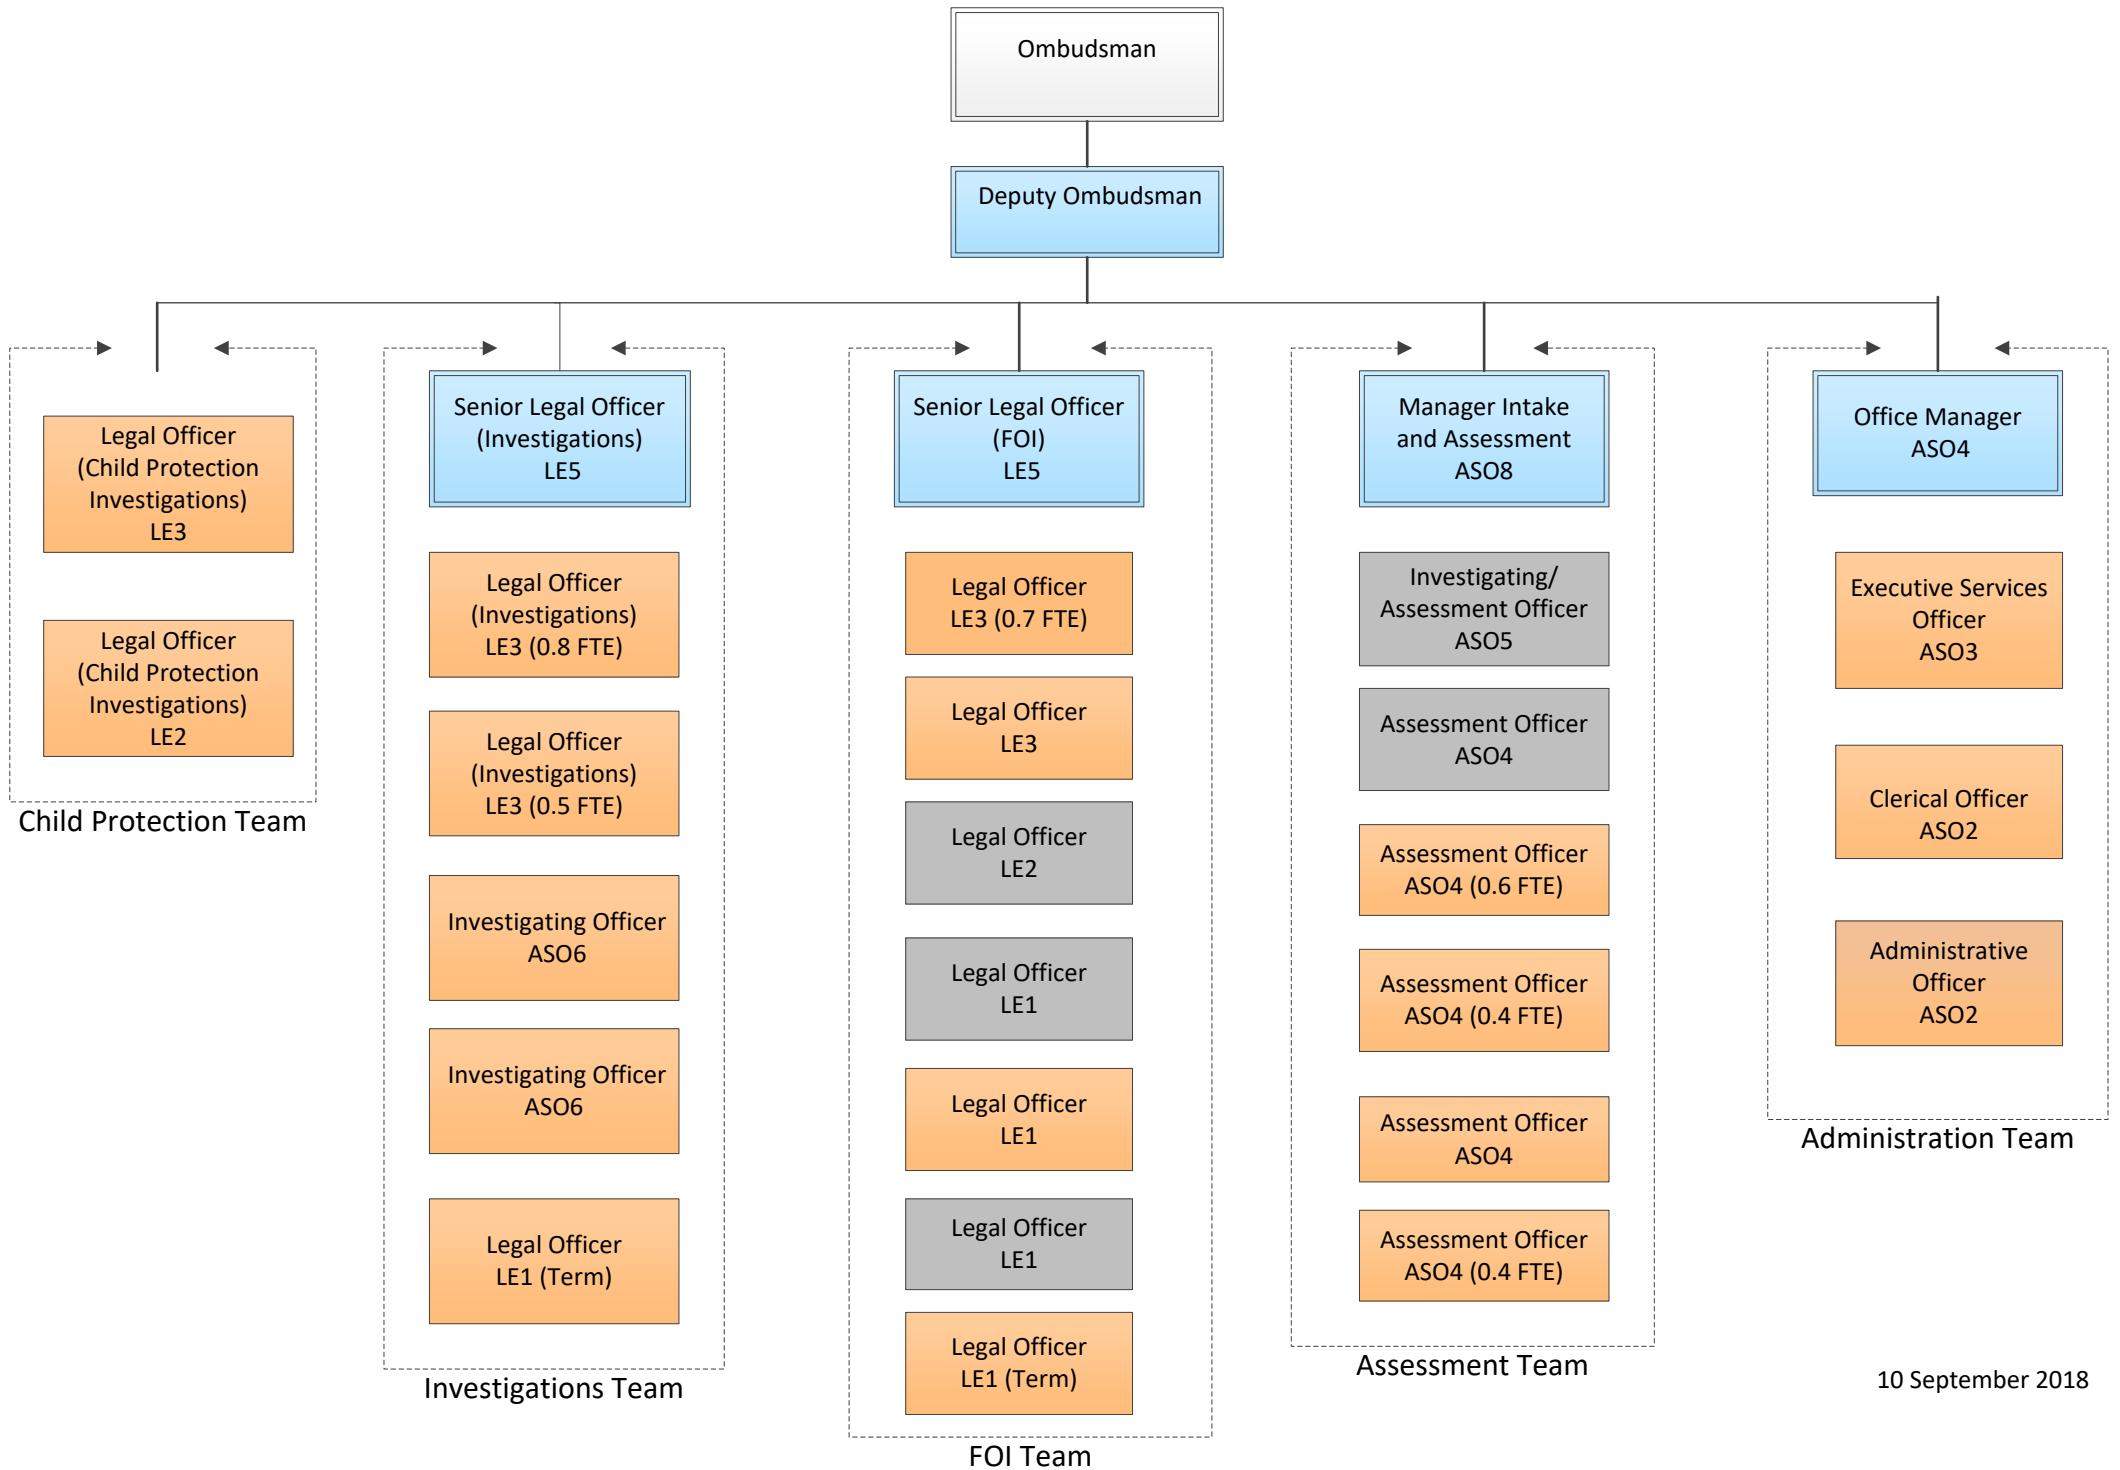 Ombudsman
Deputy Ombudsman
Legal Officer
(Child Protection
Investigations)
LE3
Legal Officer
(Child Protection
Investigations)
LE2
Child Protection Team
Senior Legal Officer
(Investigations)
LE5
Legal Officer
(Investigations)
LE3 (0.8 FTE)
Legal Officer
(Investigations)
LE3 (0.5 FTE)
Investigating Officer
ASO6
Investigating Officer
ASO6
Legal Officer
LE1 (Term)
Investigations Team
Senior Legal Officer
(FOI)
LE5
Legal Officer
LE3 (0.7 FTE)
Legal Officer
LE3
Legal Officer
LE2
Legal Officer
LE1
Legal Officer
LE1
Legal Officer
LE1
Legal Officer
LE1 (Term)
FOI Team
Manager Intake
and Assessment
ASO8
Investigating/
Assessment Officer
ASO5
Assessment Officer
ASO4
Assessment Officer
ASO4 (0.6 FTE)
Assessment Officer
ASO4 (0.4 FTE)
Assessment Officer
ASO4
Assessment Officer
ASO4 (0.4 FTE)
Assessment Team
Office Manager
ASO4
Executive Services
Officer
ASO3
Clerical Officer
ASO2
Administrative
Officer
ASO2
Administration Team
10 September 2018